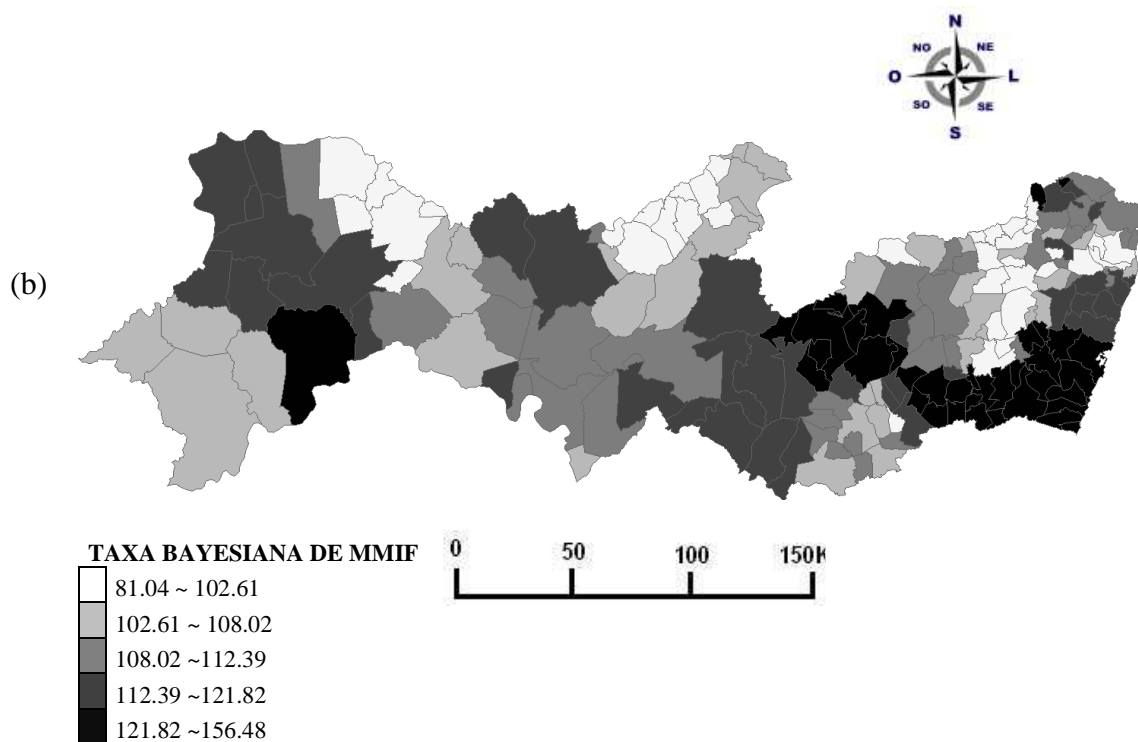 N
NO NE
O L
SO SE
S
(b)
TAXA BAYESIANA DE MMIF
81.04 ~ 102.61
102.61 ~ 108.02
108.02 ~112.39
112.39 ~121.82
121.82 ~156.48
0 50 100 150K